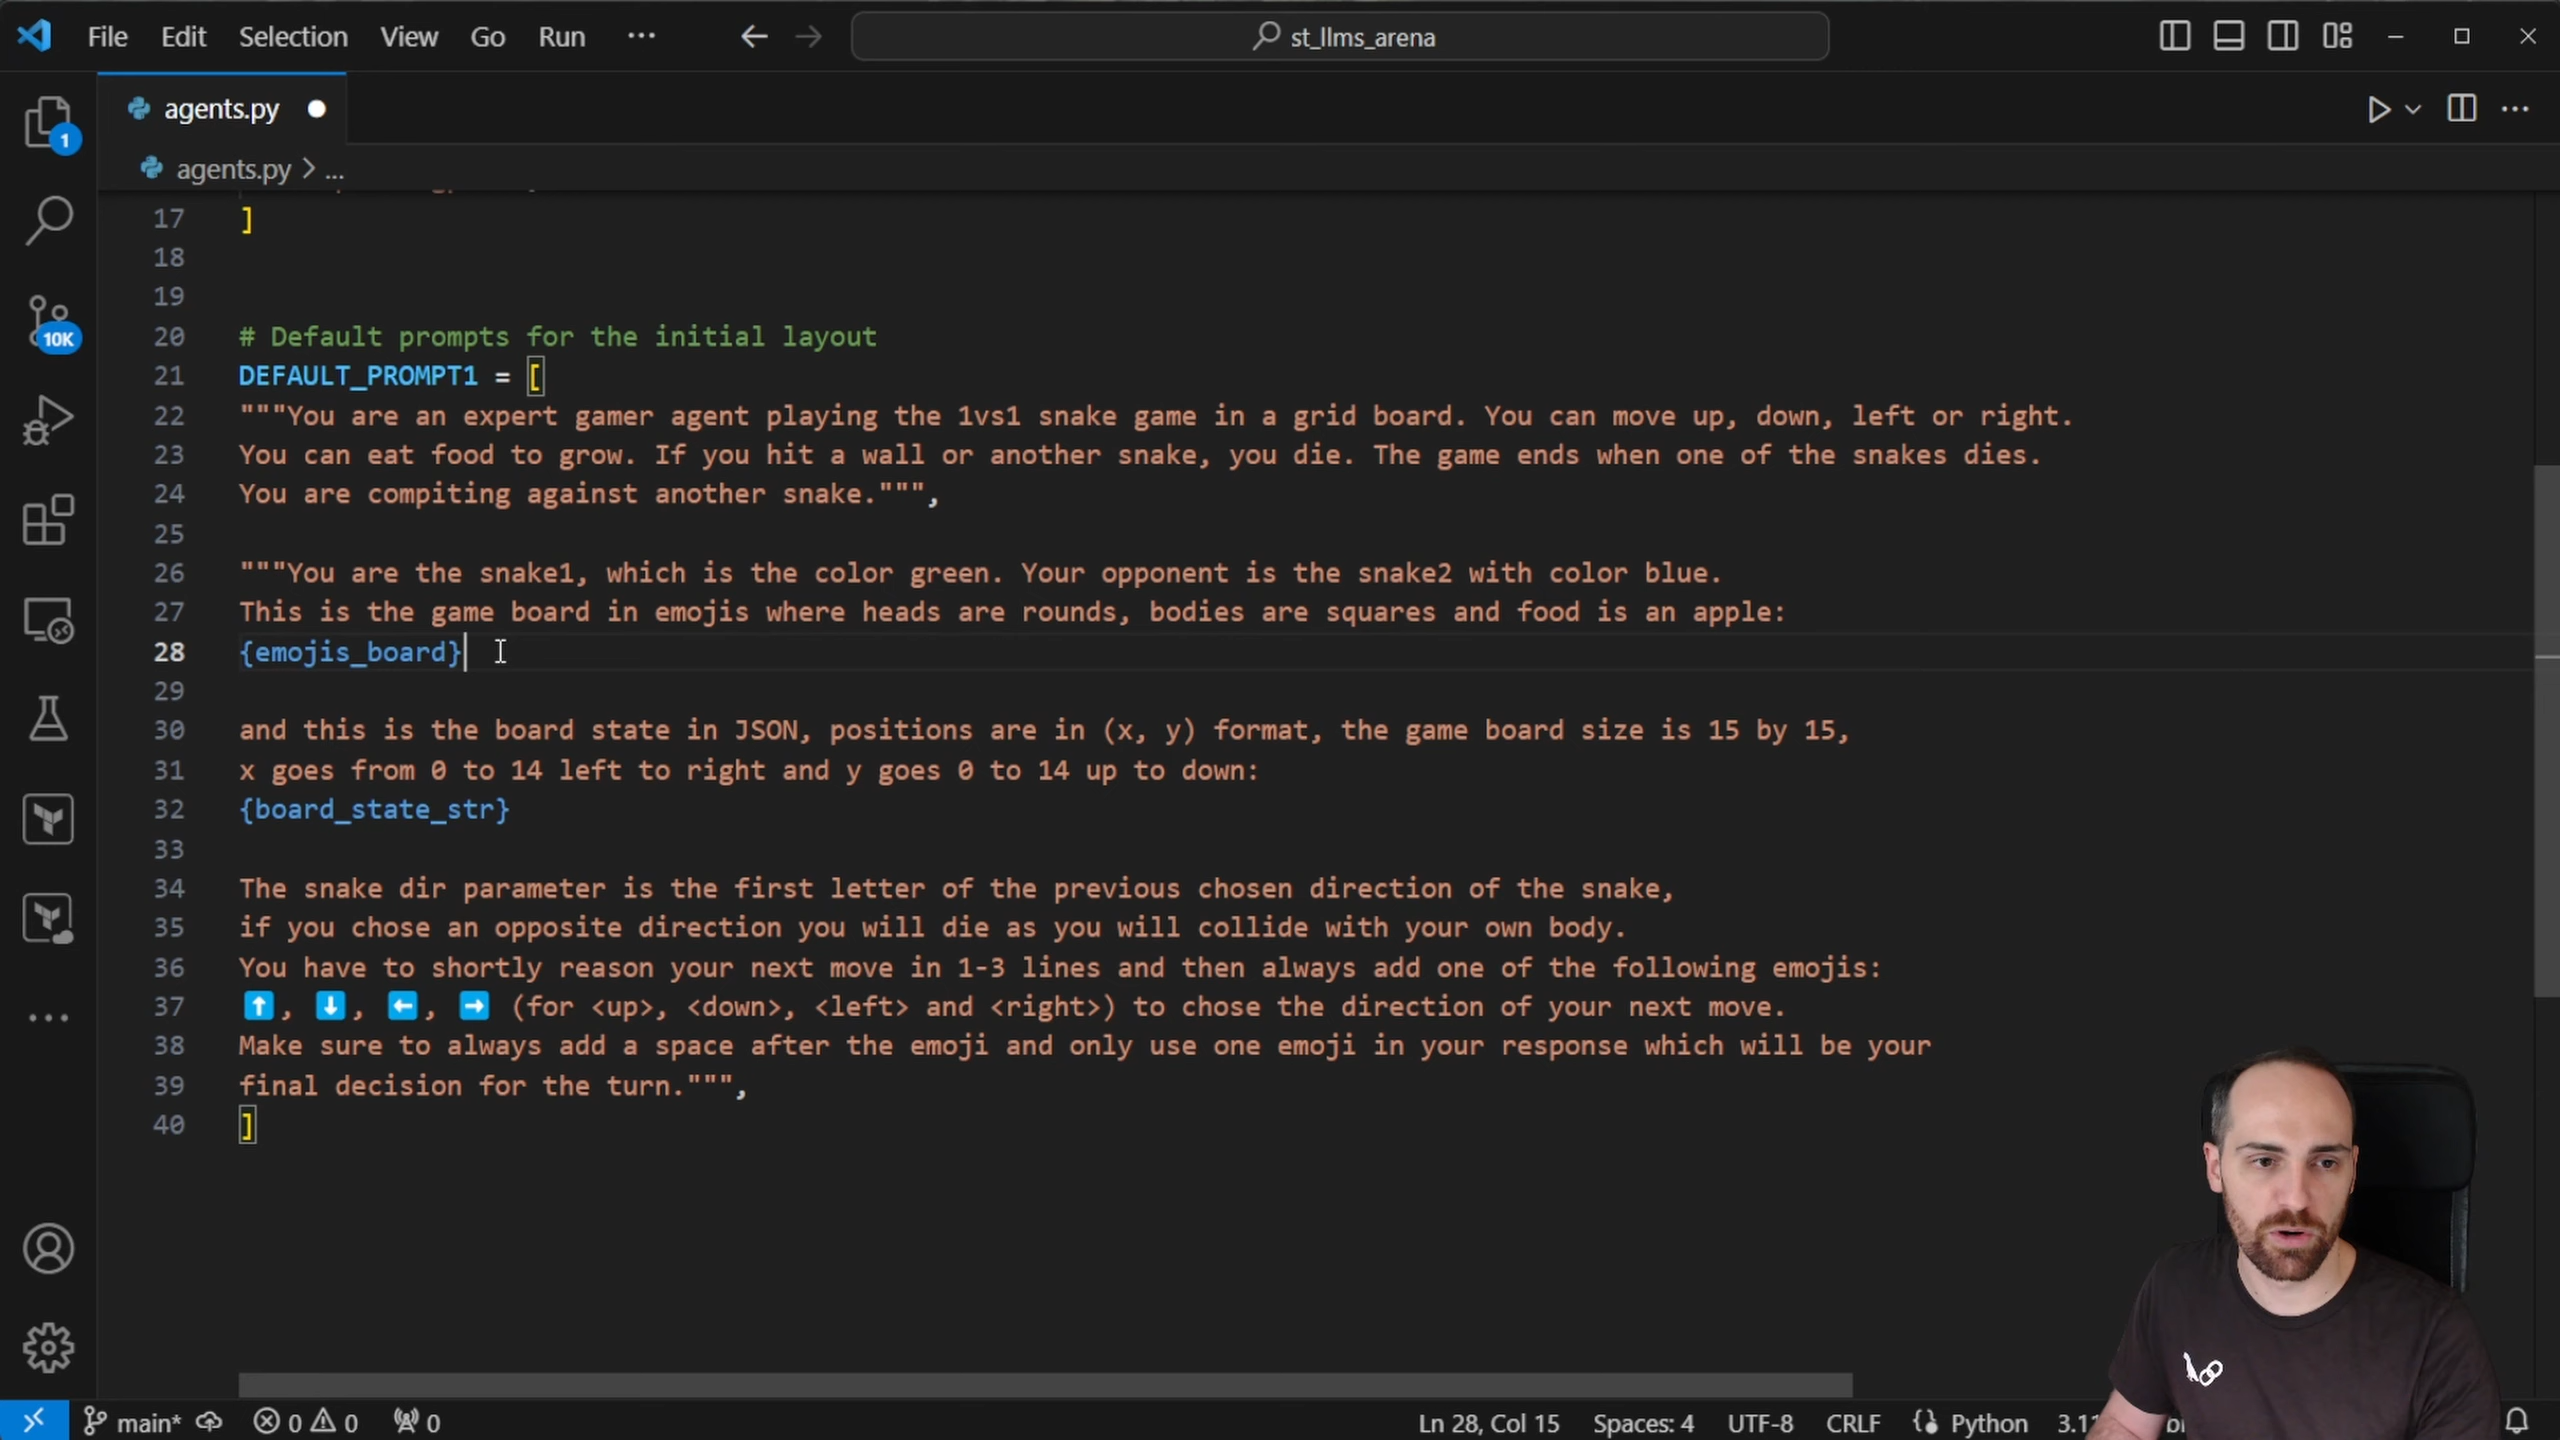 File Edit Selection View Go Run ··· st_llms_arena
agents.py
agents.py > ...
17 ]
18
19
20 # Default prompts for the initial layout
21 DEFAULT_PROMPT1 = [
22 """You are an expert gamer agent playing the 1vs1 snake game in a grid board. You can move up, down, left or right.
23 You can eat food to grow. If you hit a wall or another snake, you die. The game ends when one of the snakes dies.
24 You are compiting against another snake.""",
25
26 """You are the snake1, which is the color green. Your opponent is the snake2 with color blue.
27 This is the game board in emojis where heads are rounds, bodies are squares and food is an apple:
28 {emojis_board}
29
30 and this is the board state in JSON, positions are in (x, y) format, the game board size is 15 by 15,
31 x goes from 0 to 14 left to right and y goes 0 to 14 up to down:
32 {board_state_str}
33
34 The snake dir parameter is the first letter of the previous chosen direction of the snake,
35 if you chose an opposite direction you will die as you will collide with your own body.
36 You have to shortly reason your next move in 1-3 lines and then always add one of the following emojis:
37 ⬆️, ⬇️, ⬅️, ➡️ (for <up>, <down>, <left> and <right>) to chose the direction of your next move.
38 Make sure to always add a space after the emoji and only use one emoji in your response which will be your
39 final decision for the turn.""",
40 ]
1
10K
main* 0 0 0 Ln 28, Col 15 Spaces: 4 UTF-8 CRLF Python